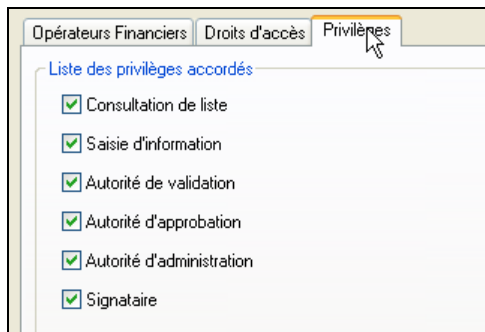 Opérateurs Financiers Droits d'accès Privilèges
Liste des privilèges accordés
Consultation de liste
Saisie d'information
Autorité de validation
Autorité d'approbation
Autorité d'administration
Signataire